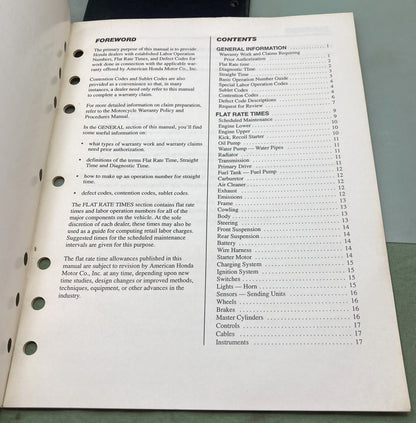 FOREWORD
The primary purpose of this manual is to provide
Honda dealers with established Labor Operation
Numbers, Flat Rate Times, and Defect Codes for
work done in connection with the applicable war-
ranty offered by American Honda Motor Co., Inc.
Contention Codes and Sublet Codes are also
provided as a convenience so that, in many
instances, a dealer need only refer to this manual
to complete a warranty claim.
For more detailed information on claim preparation,
refer to the Motorcycle Warranty Policy and
Procedures Manual.
In the GENERAL section of this manual, you'll find
some useful information on:
• what types of warranty work and warranty claims
need prior authorization.
• definitions of the terms Flat Rate Time, Straight
Time and Diagnostic Time.
• how to make up an operation number for straight
time.
• defect codes, contention codes, sublet codes.
The FLAT RATE TIMES section contains flat rate
times and labor operation numbers for all of the
major components on the vehicle. At the sole
discretion of each dealer, these times may also be
used as a guide for computing retail labor charges.
Suggested times for the scheduled maintenance
intervals are given for this purpose.
The flat rate time allowances published in this
manual are subject to revision by American Honda
Motor Co., Inc. at any time, depending upon new
time studies, design changes or improved methods,
techniques, equipment, or other advances in the
industry.
CONTENTS
GENERAL INFORMATION
Warranty Work and Claims Requiring
Prior Authorization
Flat Rate time
Diagnostic Time
Straight Time
Basic Operation Number Guide
Special Labor Operation Codes
Sublet Codes
Contention Codes
Defect Code Descriptions
Request for Review
FLAT RATE TIMES
Scheduled Maintenance
Engine Lower
Engine Upper
Kick, Recoil Starter
Oil Pump
Water Pump — Water Pipes
Radiator
Transmission
Primary Drive
Fuel Tank — Fuel Pump
Carburetor
Air Cleaner
Exhaust
Emissions
Frame
Cowling
Body
Steering
Front Suspension
Rear Suspension
Battery
Wire Harness
Starter Motor
Charging System
Ignition System
Switches
Lights — Horn
Sensors — Sending Units
Wheels
Brakes
Master Cylinders
Controls
Cables
Instruments 17